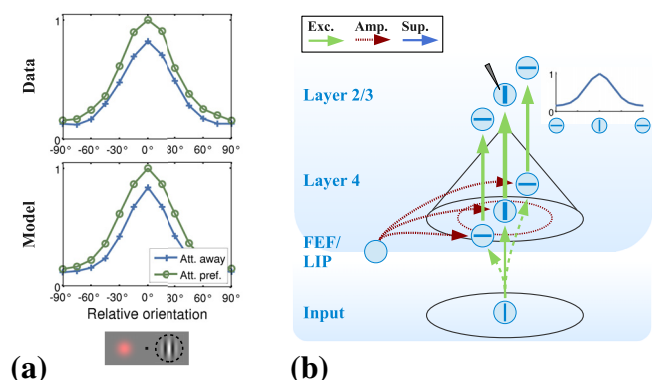 Data
1
0
-90° -60° -30° 0° 30° 60° 90°
Model
1
0
Att. away
Att. pref.
-90° -60° -30° 0° 30° 60° 90°
Relative orientation
(a)
Exc. Amp. Sup.
Layer 2/3
1
0
Layer 4
FEF/
LIP
Input
(b)